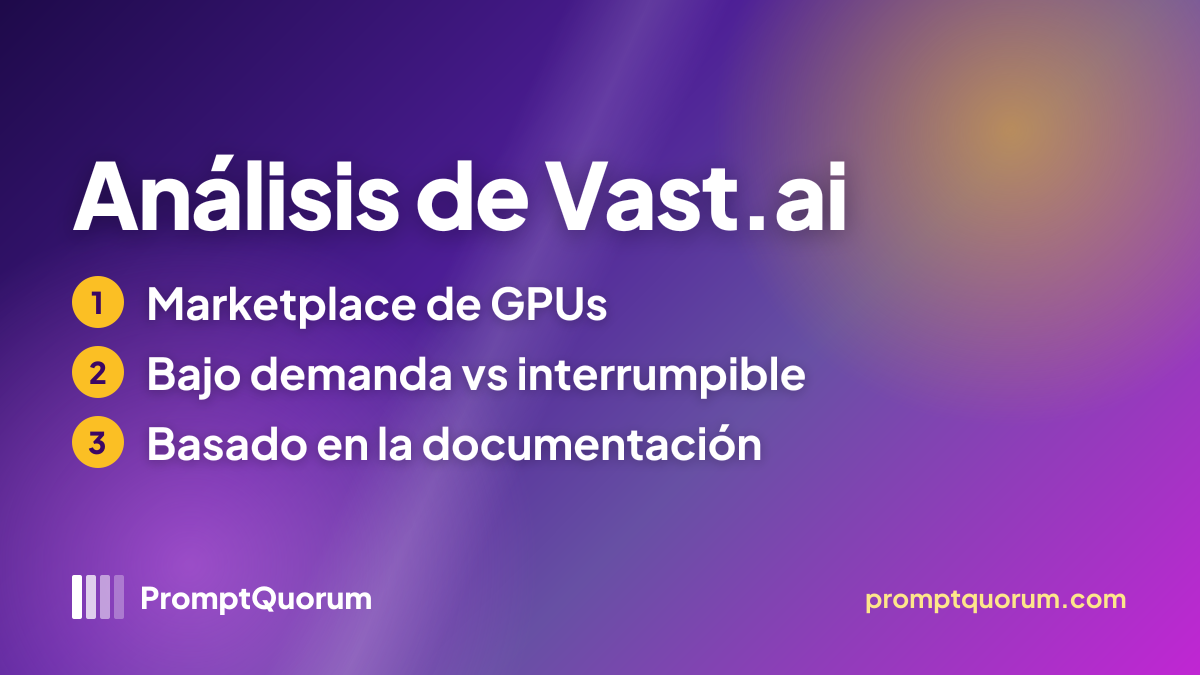 Análisis de Vast.ai
1 Marketplace de GPUs
2 Bajo demanda vs interrumpible
3 Basado en la documentación
PromptQuorum
promptquorum.com